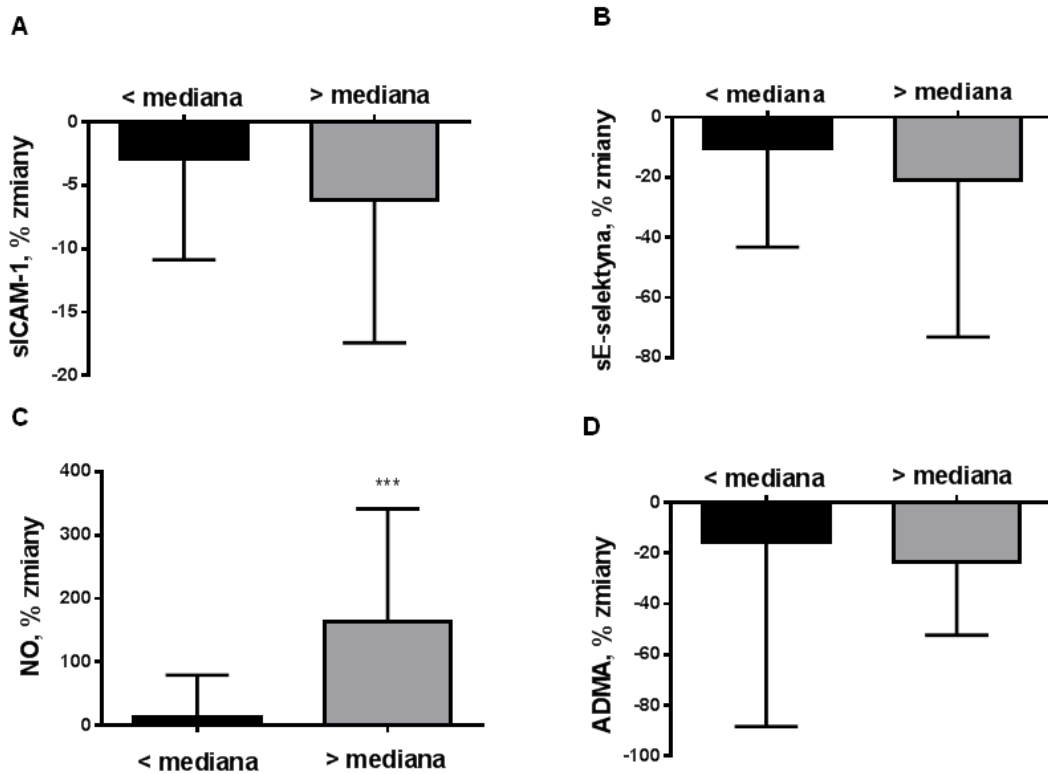 A
< mediana > mediana
0
-5
-10
-15
-20
sICAM-1, % zmiany
B
< mediana > mediana
0
-20
-40
-60
-80
sE-selektyna, % zmiany
C
400
300
200
100
0
NO, % zmiany
***
< mediana > mediana
D
< mediana > mediana
0
-20
-40
-60
-80
-100
ADMA, % zmiany